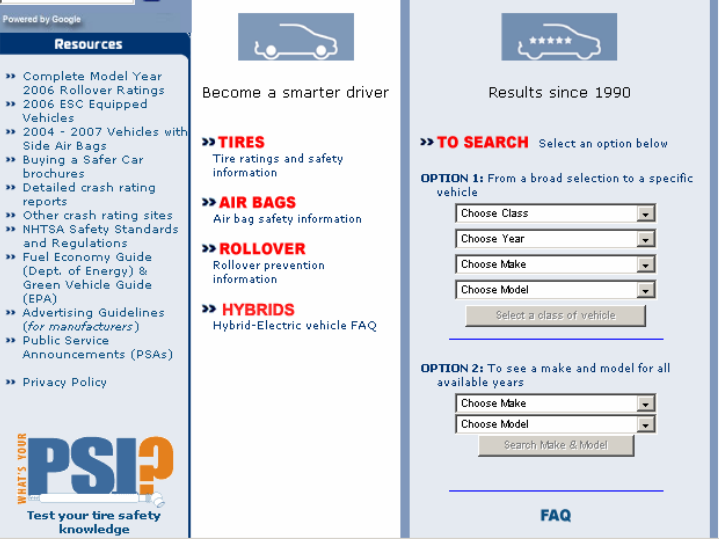 Powered by Google
Resources
Complete Model Year
2006 Rollover Ratings
2006 ESC Equipped
Vehicles
2004 - 2007 Vehicles with
Side Air Bags
Buying a Safer Car
brochures
Detailed crash rating
reports
Other crash rating sites
NHTSA Safety Standards
and Regulations
Fuel Economy Guide
(Dept. of Energy) &
Green Vehicle Guide
(EPA)
Advertising Guidelines
(for manufacturers)
Public Service
Announcements (PSAs)
Privacy Policy
WHAT'S YOUR
PSI?
Test your tire safety
knowledge
Become a smarter driver
TIRES
Tire ratings and safety
information
AIR BAGS
Air bag safety information
ROLLOVER
Rollover prevention
information
HYBRIDS
Hybrid-Electric vehicle FAQ
★★★★★
Results since 1990
TO SEARCH Select an option below
OPTION 1: From a broad selection to a specific
vehicle
Choose Class
Choose Year
Choose Make
Choose Model
Select a class of vehicle
OPTION 2: To see a make and model for all
available years
Choose Make
Choose Model
Search Make & Model
FAQ